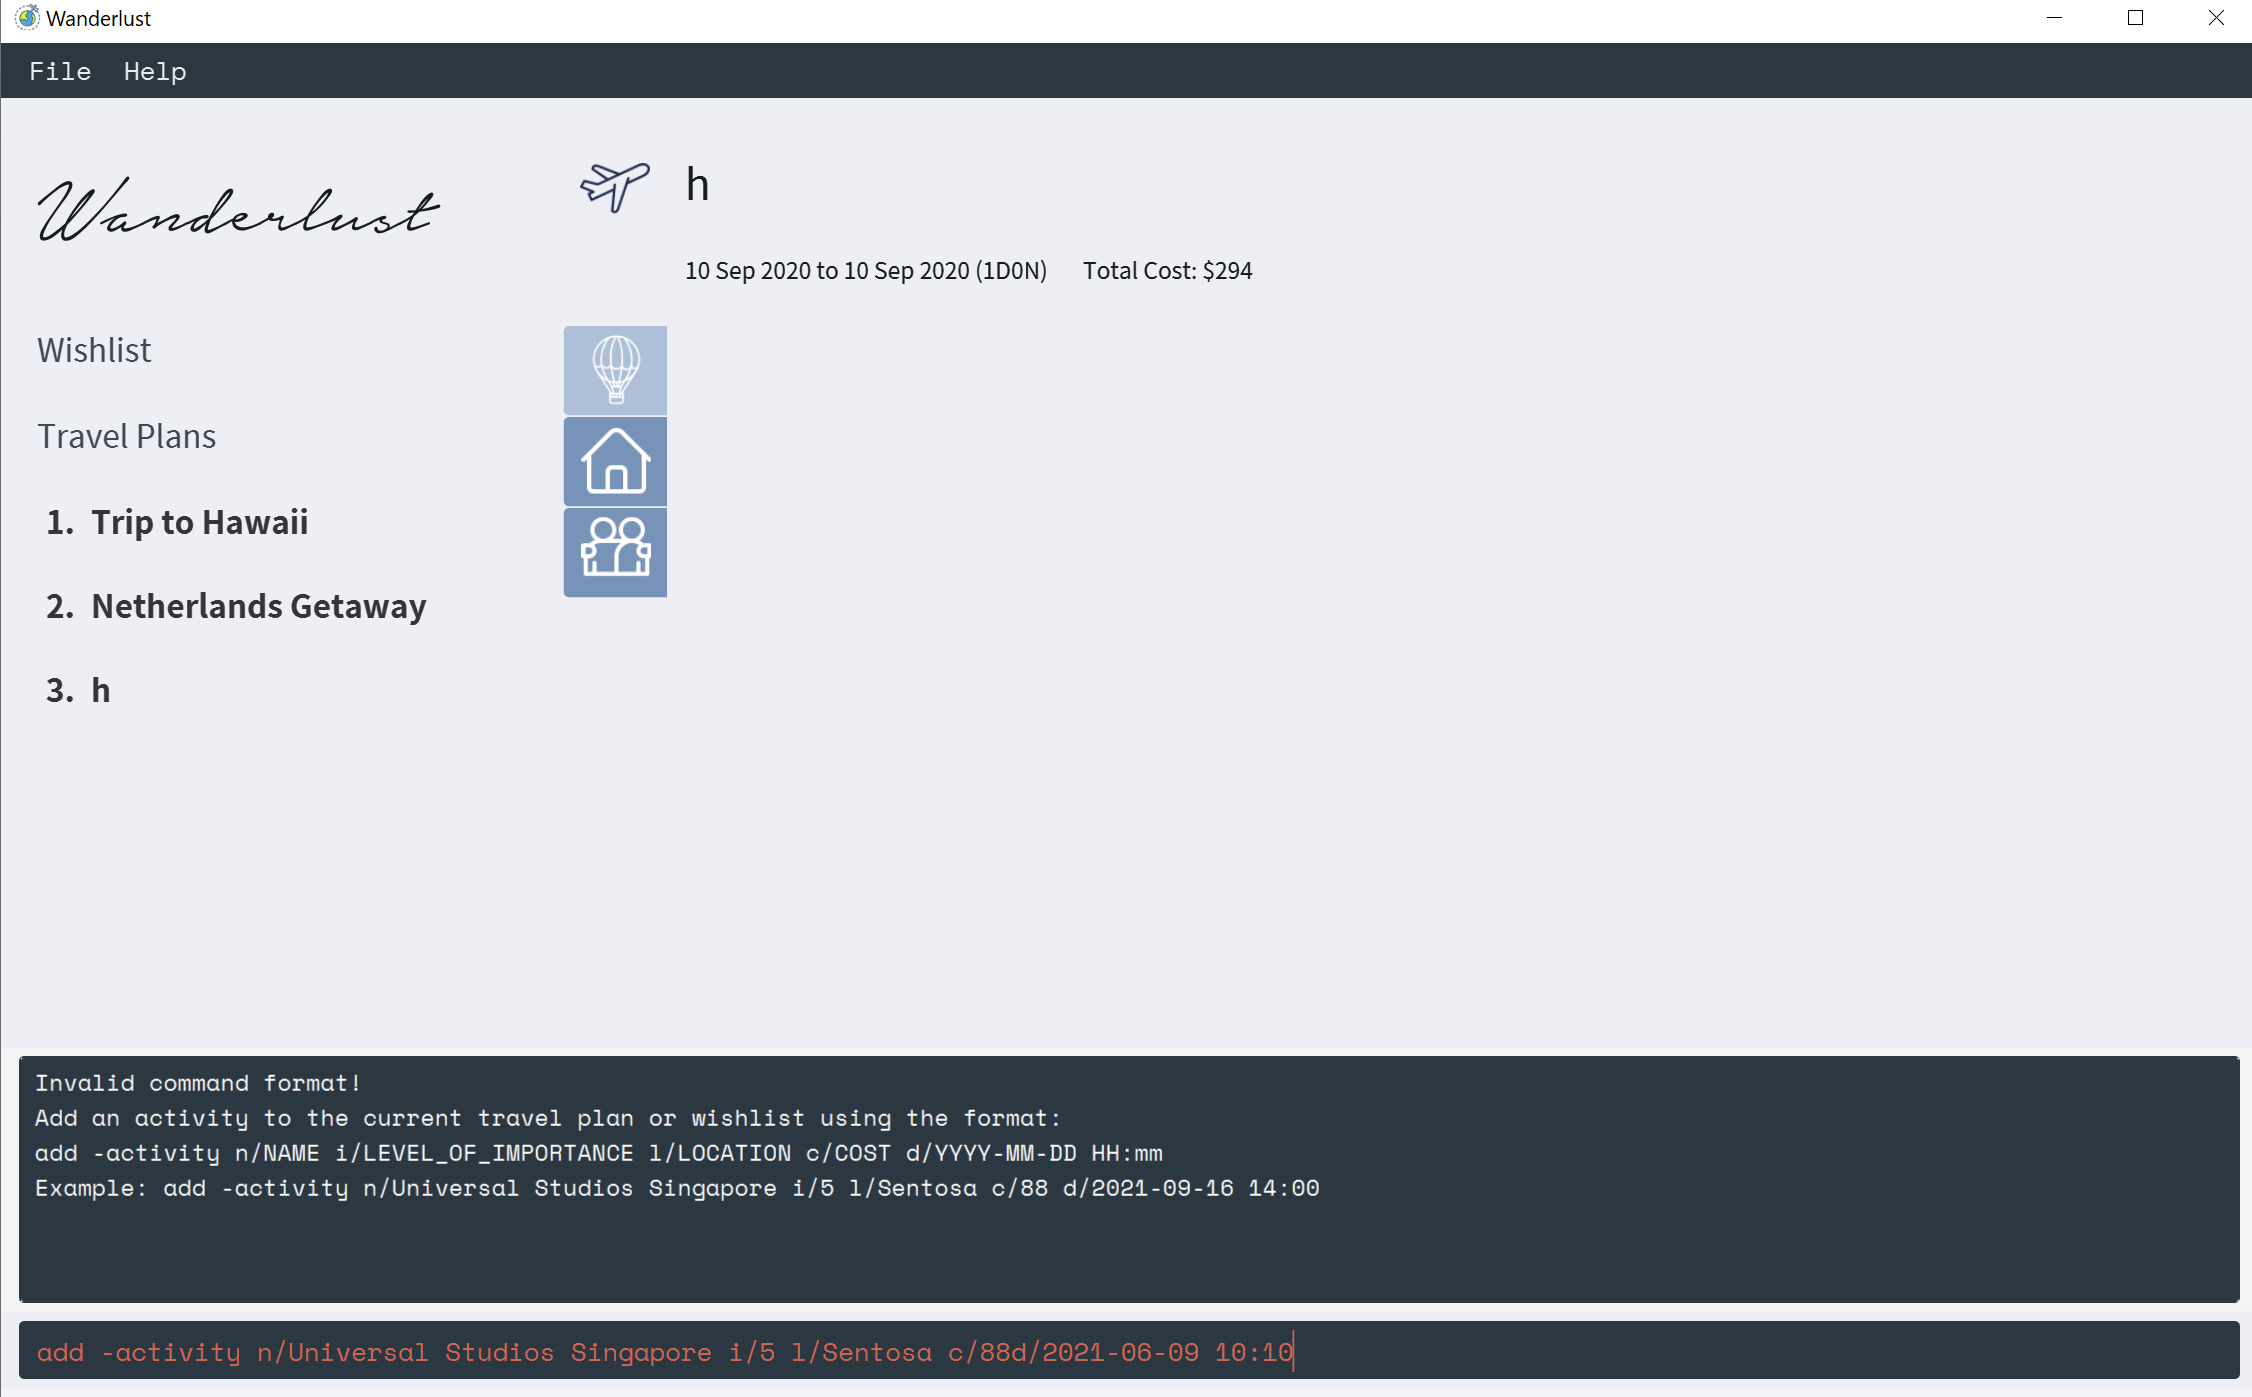 Wanderlust
File Help
Wanderlust
h
10 Sep 2020 to 10 Sep 2020 (1D0N) Total Cost: $294
Wishlist
Travel Plans
1. Trip to Hawaii
2. Netherlands Getaway
3. h
Invalid command format!
Add an activity to the current travel plan or wishlist using the format:
add -activity n/NAME i/LEVEL_OF_IMPORTANCE l/LOCATION c/COST d/YYYY-MM-DD HH:mm
Example: add -activity n/Universal Studios Singapore i/5 l/Sentosa c/88 d/2021-09-16 14:00
add -activity n/Universal Studios Singapore i/5 l/Sentosa c/88d/2021-06-09 10:10